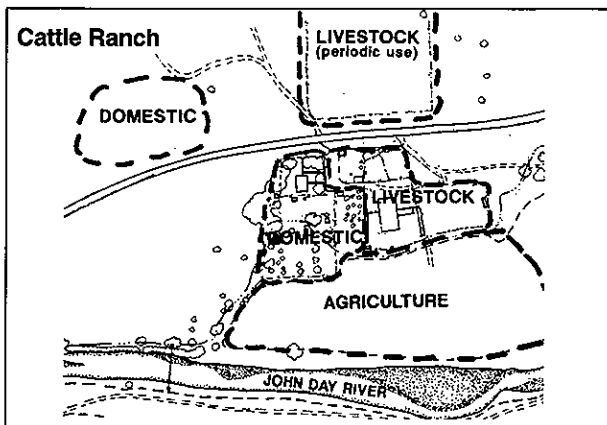 Cattle Ranch
LIVESTOCK
(periodic use)
DOMESTIC
LIVESTOCK
DOMESTIC
AGRICULTURE
JOHN DAY RIVER